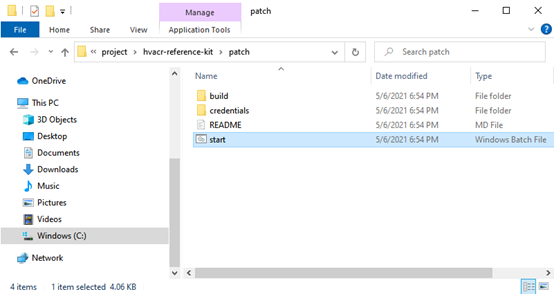 Manage
patch
File
Home
Share
View
Application Tools
« project › hvacr-reference-kit › patch
Search patch
Name
Date modified
Type
OneDrive
This PC
3D Objects
Desktop
Documents
Downloads
Music
Pictures
Videos
Windows (C:)
Network
build 5/6/2021 6:54 PM File folder
credentials 5/6/2021 6:54 PM File folder
README 5/6/2021 6:54 PM MD File
start 5/6/2021 6:54 PM Windows Batch File
4 items 1 item selected 4.06 KB